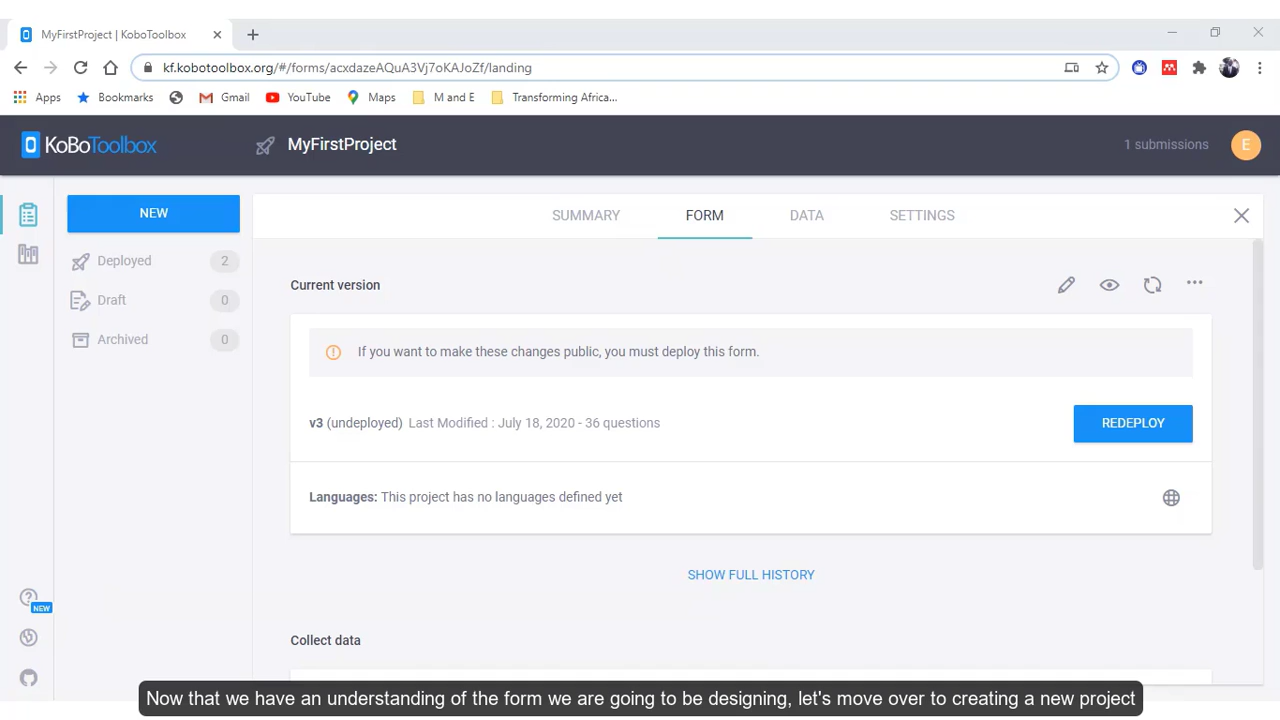 MyFirstProject | KoboToolbox
kf.kobotoolbox.org/#/forms/acxdazeAQuA3Vj7oKAJoZf/landing
Apps Bookmarks Gmail YouTube Maps M and E Transforming Africa...
KoBoToolbox MyFirstProject 1 submissions E
NEW SUMMARY FORM DATA SETTINGS
Deployed 2
Draft 0
Archived 0
Current version
If you want to make these changes public, you must deploy this form.
v3 (undeployed) Last Modified : July 18, 2020 - 36 questions REDEPLOY
Languages: This project has no languages defined yet
SHOW FULL HISTORY
NEW
Collect data
Now that we have an understanding of the form we are going to be designing, let's move over to creating a new project